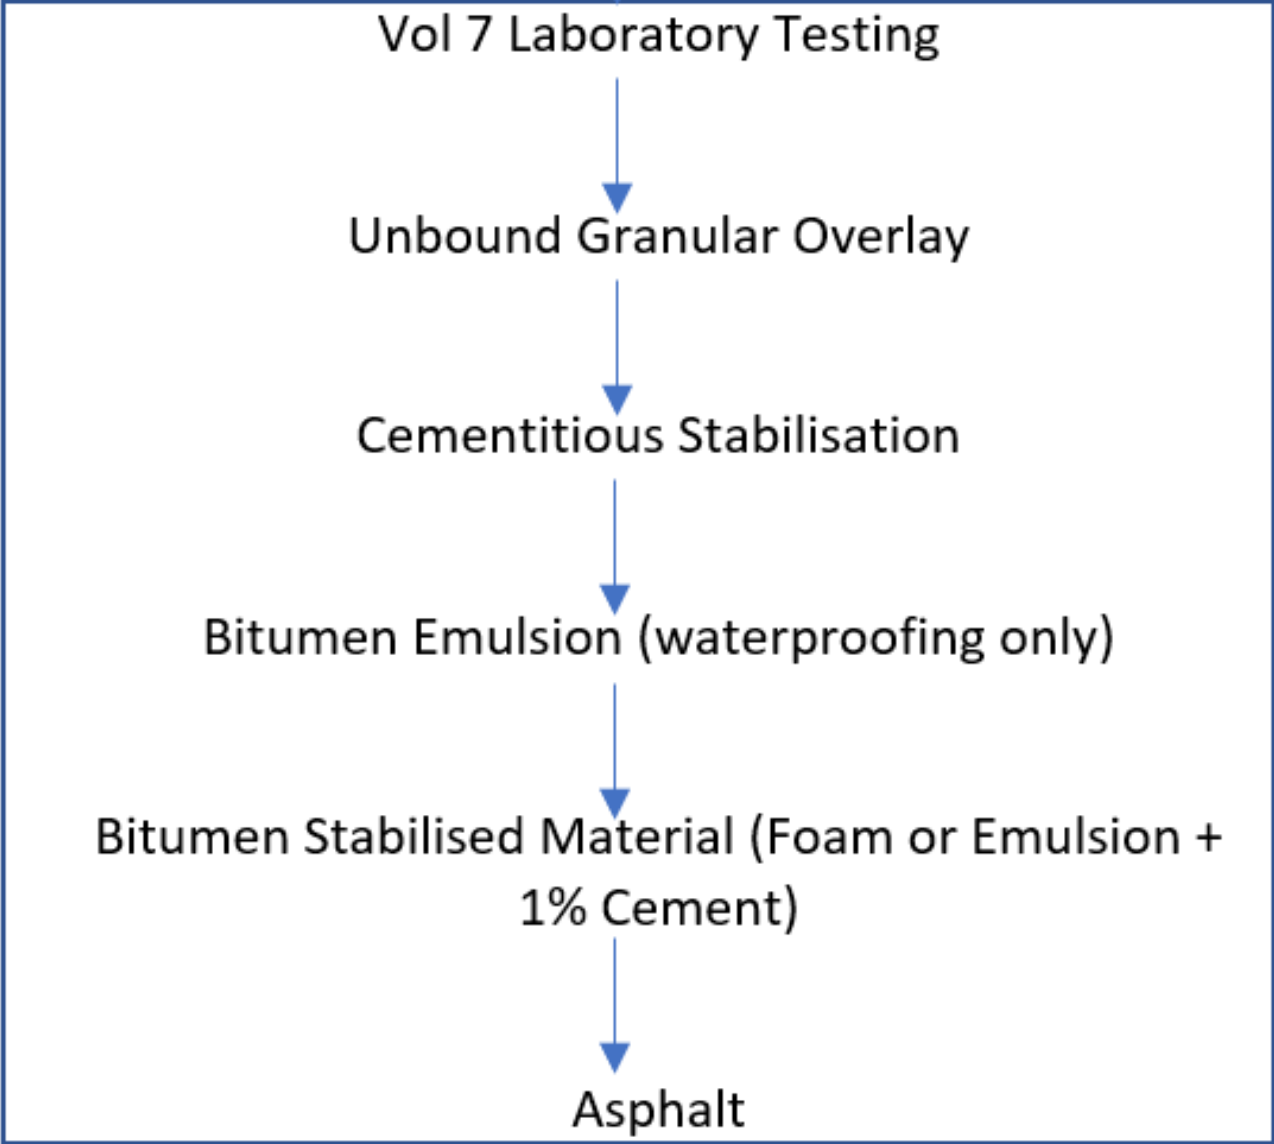 Vol 7 Laboratory Testing
Unbound Granular Overlay
Cementitious Stabilisation
Bitumen Emulsion (waterproofing only)
Bitumen Stabilised Material (Foam or Emulsion +
1% Cement)
Asphalt